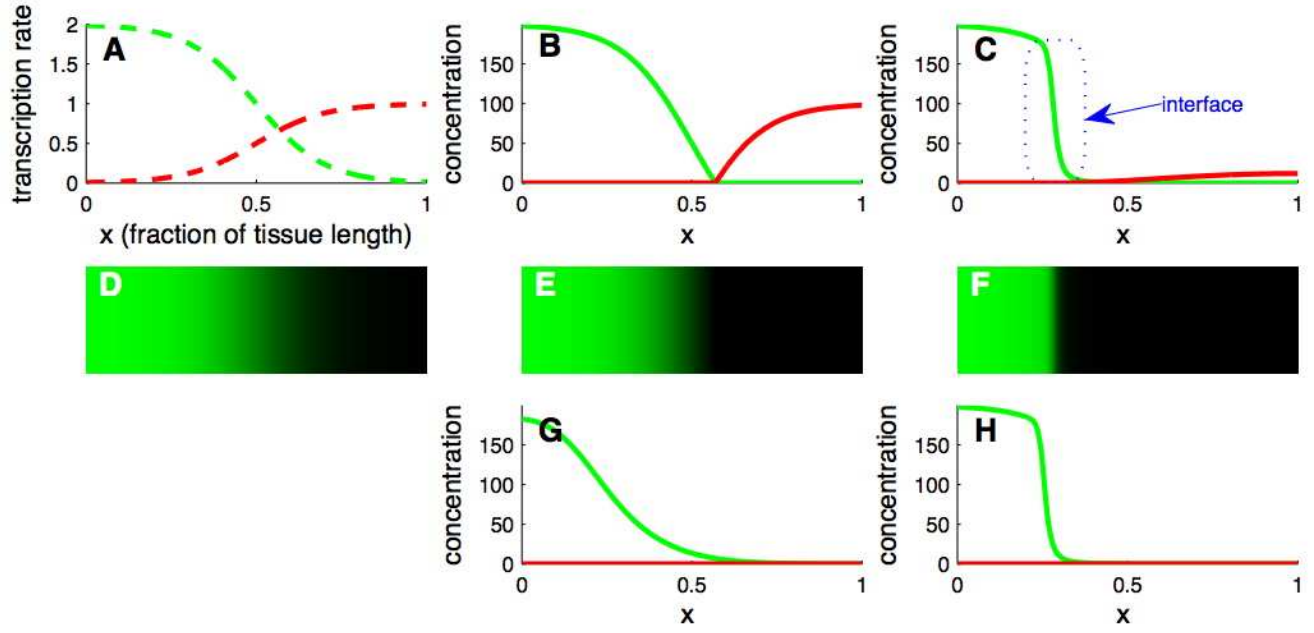 A
transcription rate
2
1.5
1
0.5
0
0
0.5
1
x (fraction of tissue length)
B
concentration
150
100
50
0
0
0.5
1
x
C
interface
concentration
150
100
50
0
0
0.5
1
x
D
E
F
G
concentration
150
100
50
0
0
0.5
1
x
H
concentration
150
100
50
0
0
0.5
1
x